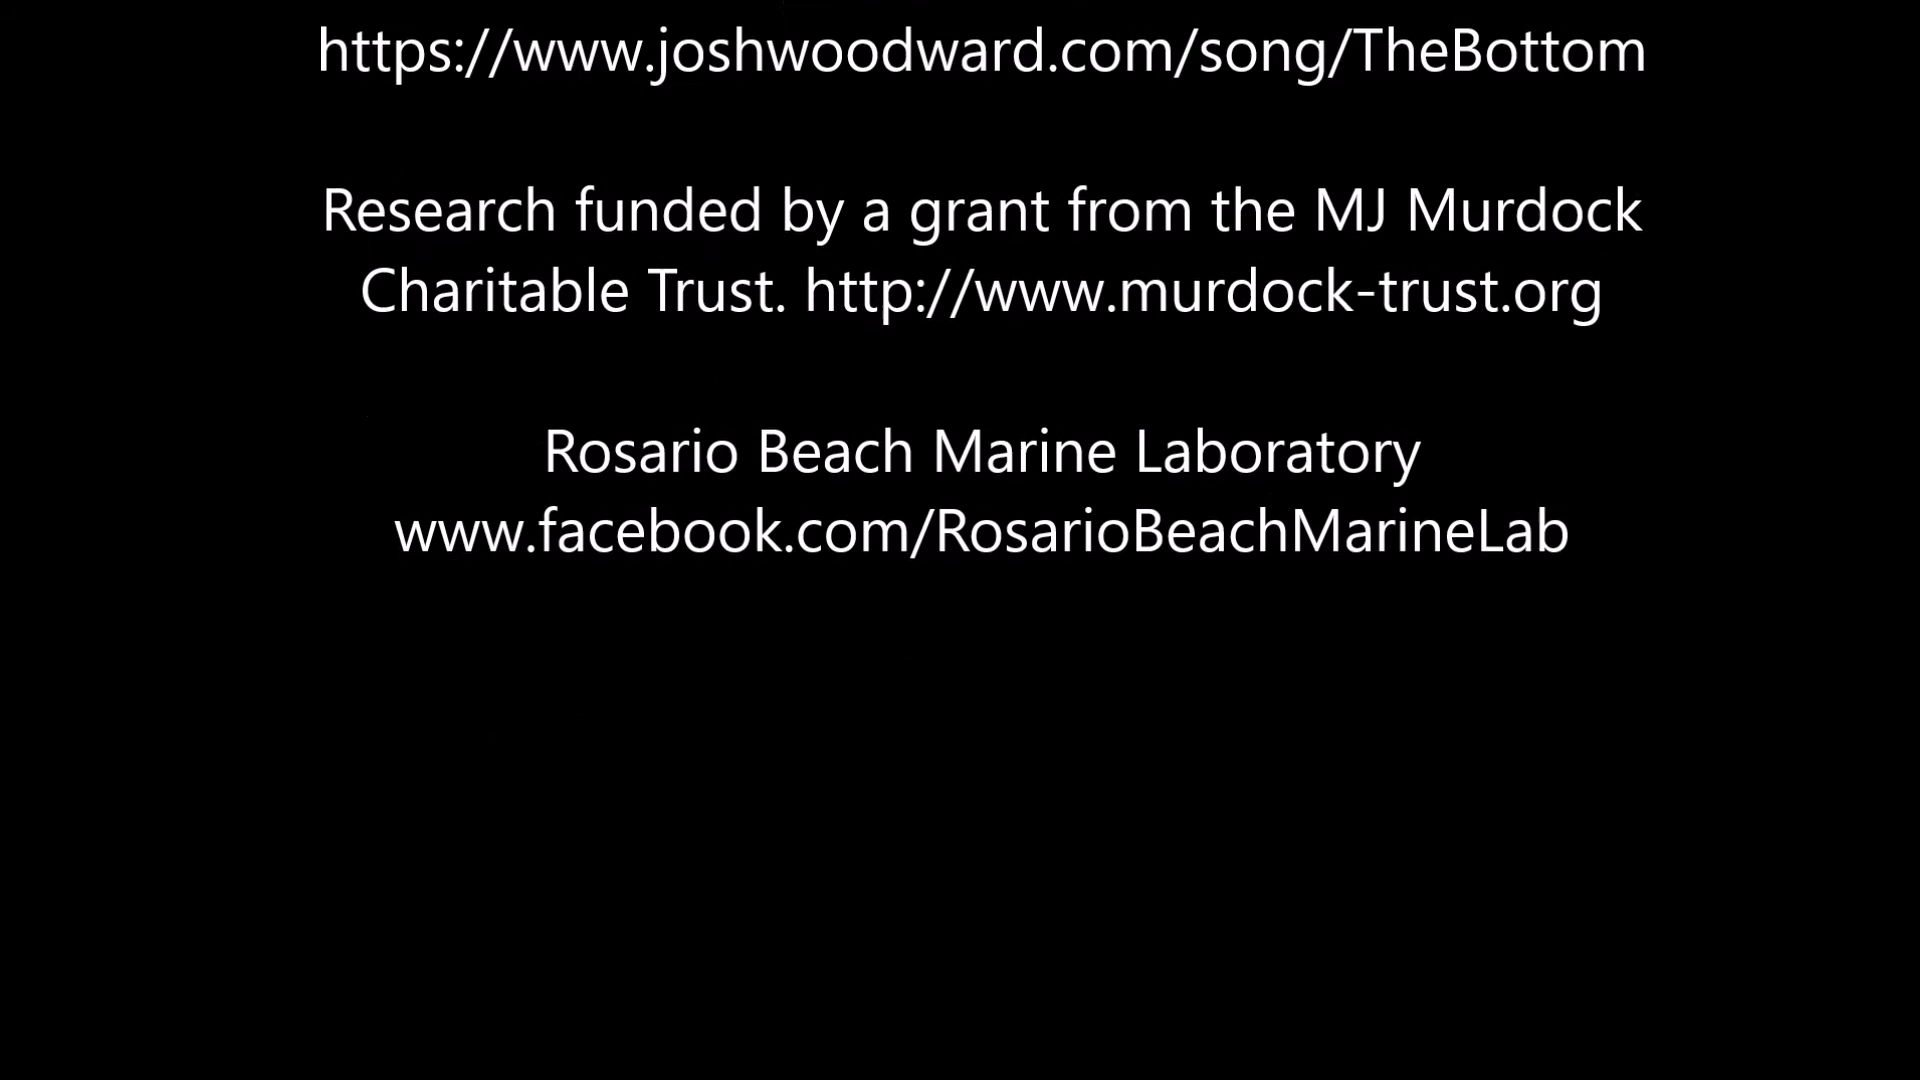 https://www.joshwoodward.com/song/TheBottom
Research funded by a grant from the MJ Murdock
Charitable Trust. http://www.murdock-trust.org
Rosario Beach Marine Laboratory
www.facebook.com/RosarioBeachMarineLab